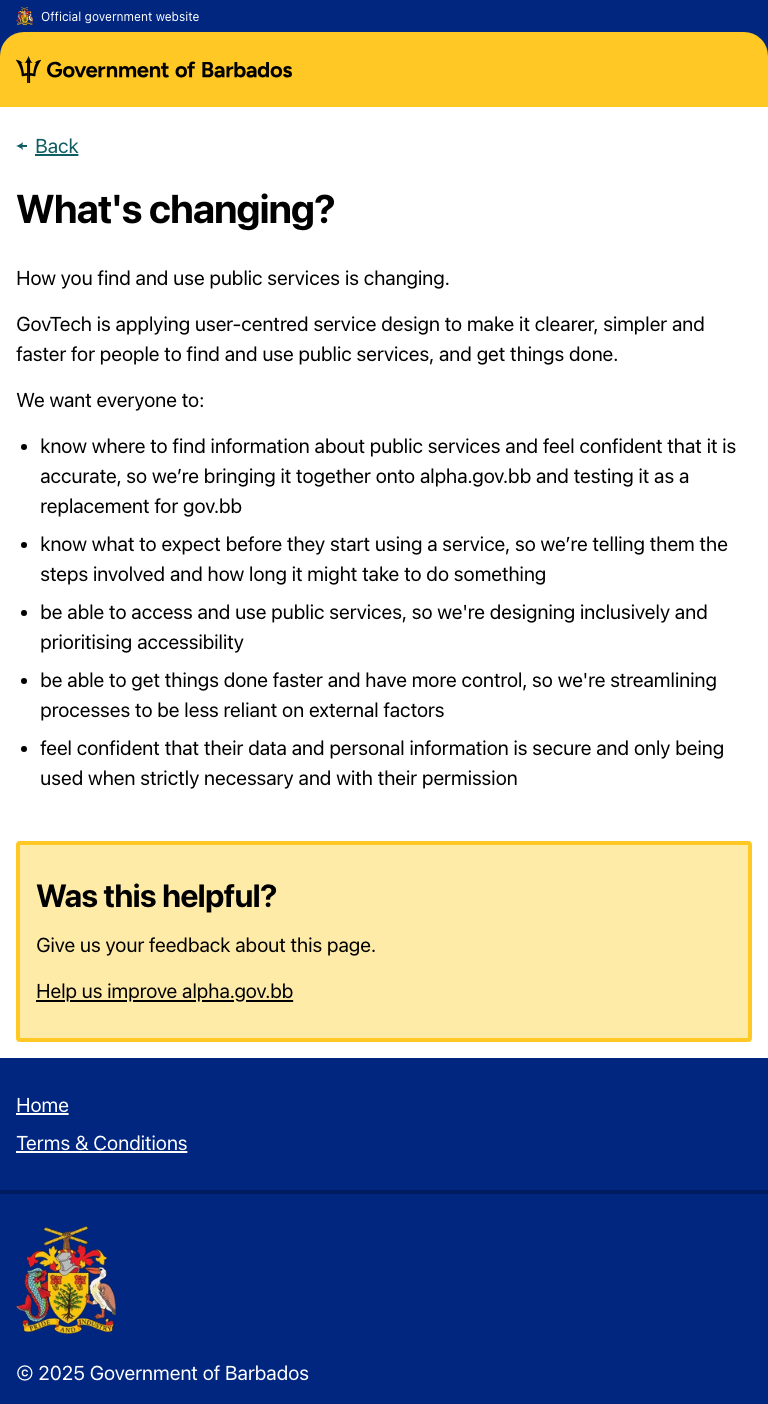 Official government website
Government of Barbados
Back
What's changing?
How you find and use public services is changing.
GovTech is applying user-centred service design to make it clearer, simpler and
faster for people to find and use public services, and get things done.
We want everyone to:
• know where to find information about public services and feel confident that it is
accurate, so we’re bringing it together onto alpha.gov.bb and testing it as a
replacement for gov.bb
• know what to expect before they start using a service, so we’re telling them the
steps involved and how long it might take to do something
• be able to access and use public services, so we're designing inclusively and
prioritising accessibility
• be able to get things done faster and have more control, so we're streamlining
processes to be less reliant on external factors
• feel confident that their data and personal information is secure and only being
used when strictly necessary and with their permission
Was this helpful?
Give us your feedback about this page.
Help us improve alpha.gov.bb
Home
Terms & Conditions
PRIDE AND INDUSTRY
© 2025 Government of Barbados